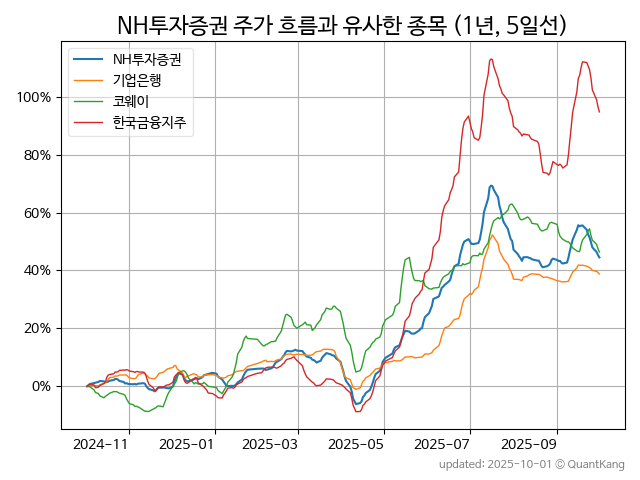 NH투자증권 주가 흐름과 유사한 종목 (1년, 5일선)
NH투자증권
기업은행
코웨이
한국금융지주
100%
80%
60%
40%
20%
0%
2024-11
2025-01
2025-03
2025-05
2025-07
2025-09
updated: 2025-10-01 © QuantKang